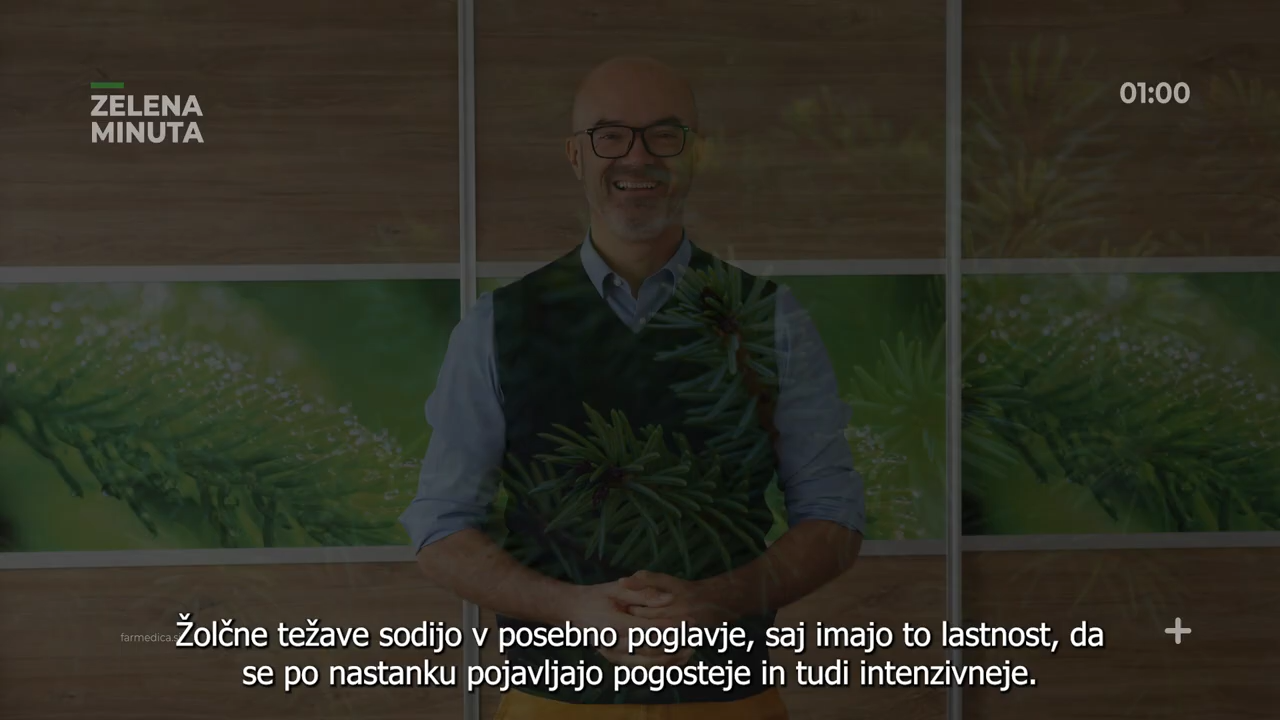 ZELENA
MINUTA
01:00
farmedica.s
Žolčne težave sodijo v posebno poglavje, saj imajo to lastnost, da
se po nastanku pojavljajo pogosteje in tudi intenzivneje.